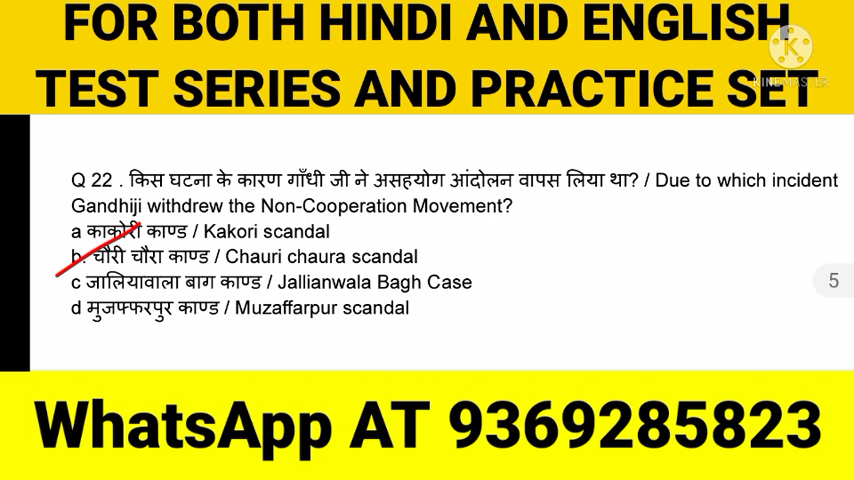 FOR BOTH HINDI AND ENGLISH
TEST SERIES AND PRACTICE SET
K
KINEMASTER
Q 22 . किस घटना के कारण गाँधी जी ने असहयोग आंदोलन वापस लिया था? / Due to which incident
Gandhiji withdrew the Non-Cooperation Movement?
a काकोरी काण्ड / Kakori scandal
b. चौरी चौरा काण्ड / Chauri chaura scandal
c जालियावाला बाग काण्ड / Jallianwala Bagh Case
d मुजफ्फरपुर काण्ड / Muzaffarpur scandal
5
WhatsApp AT 9369285823